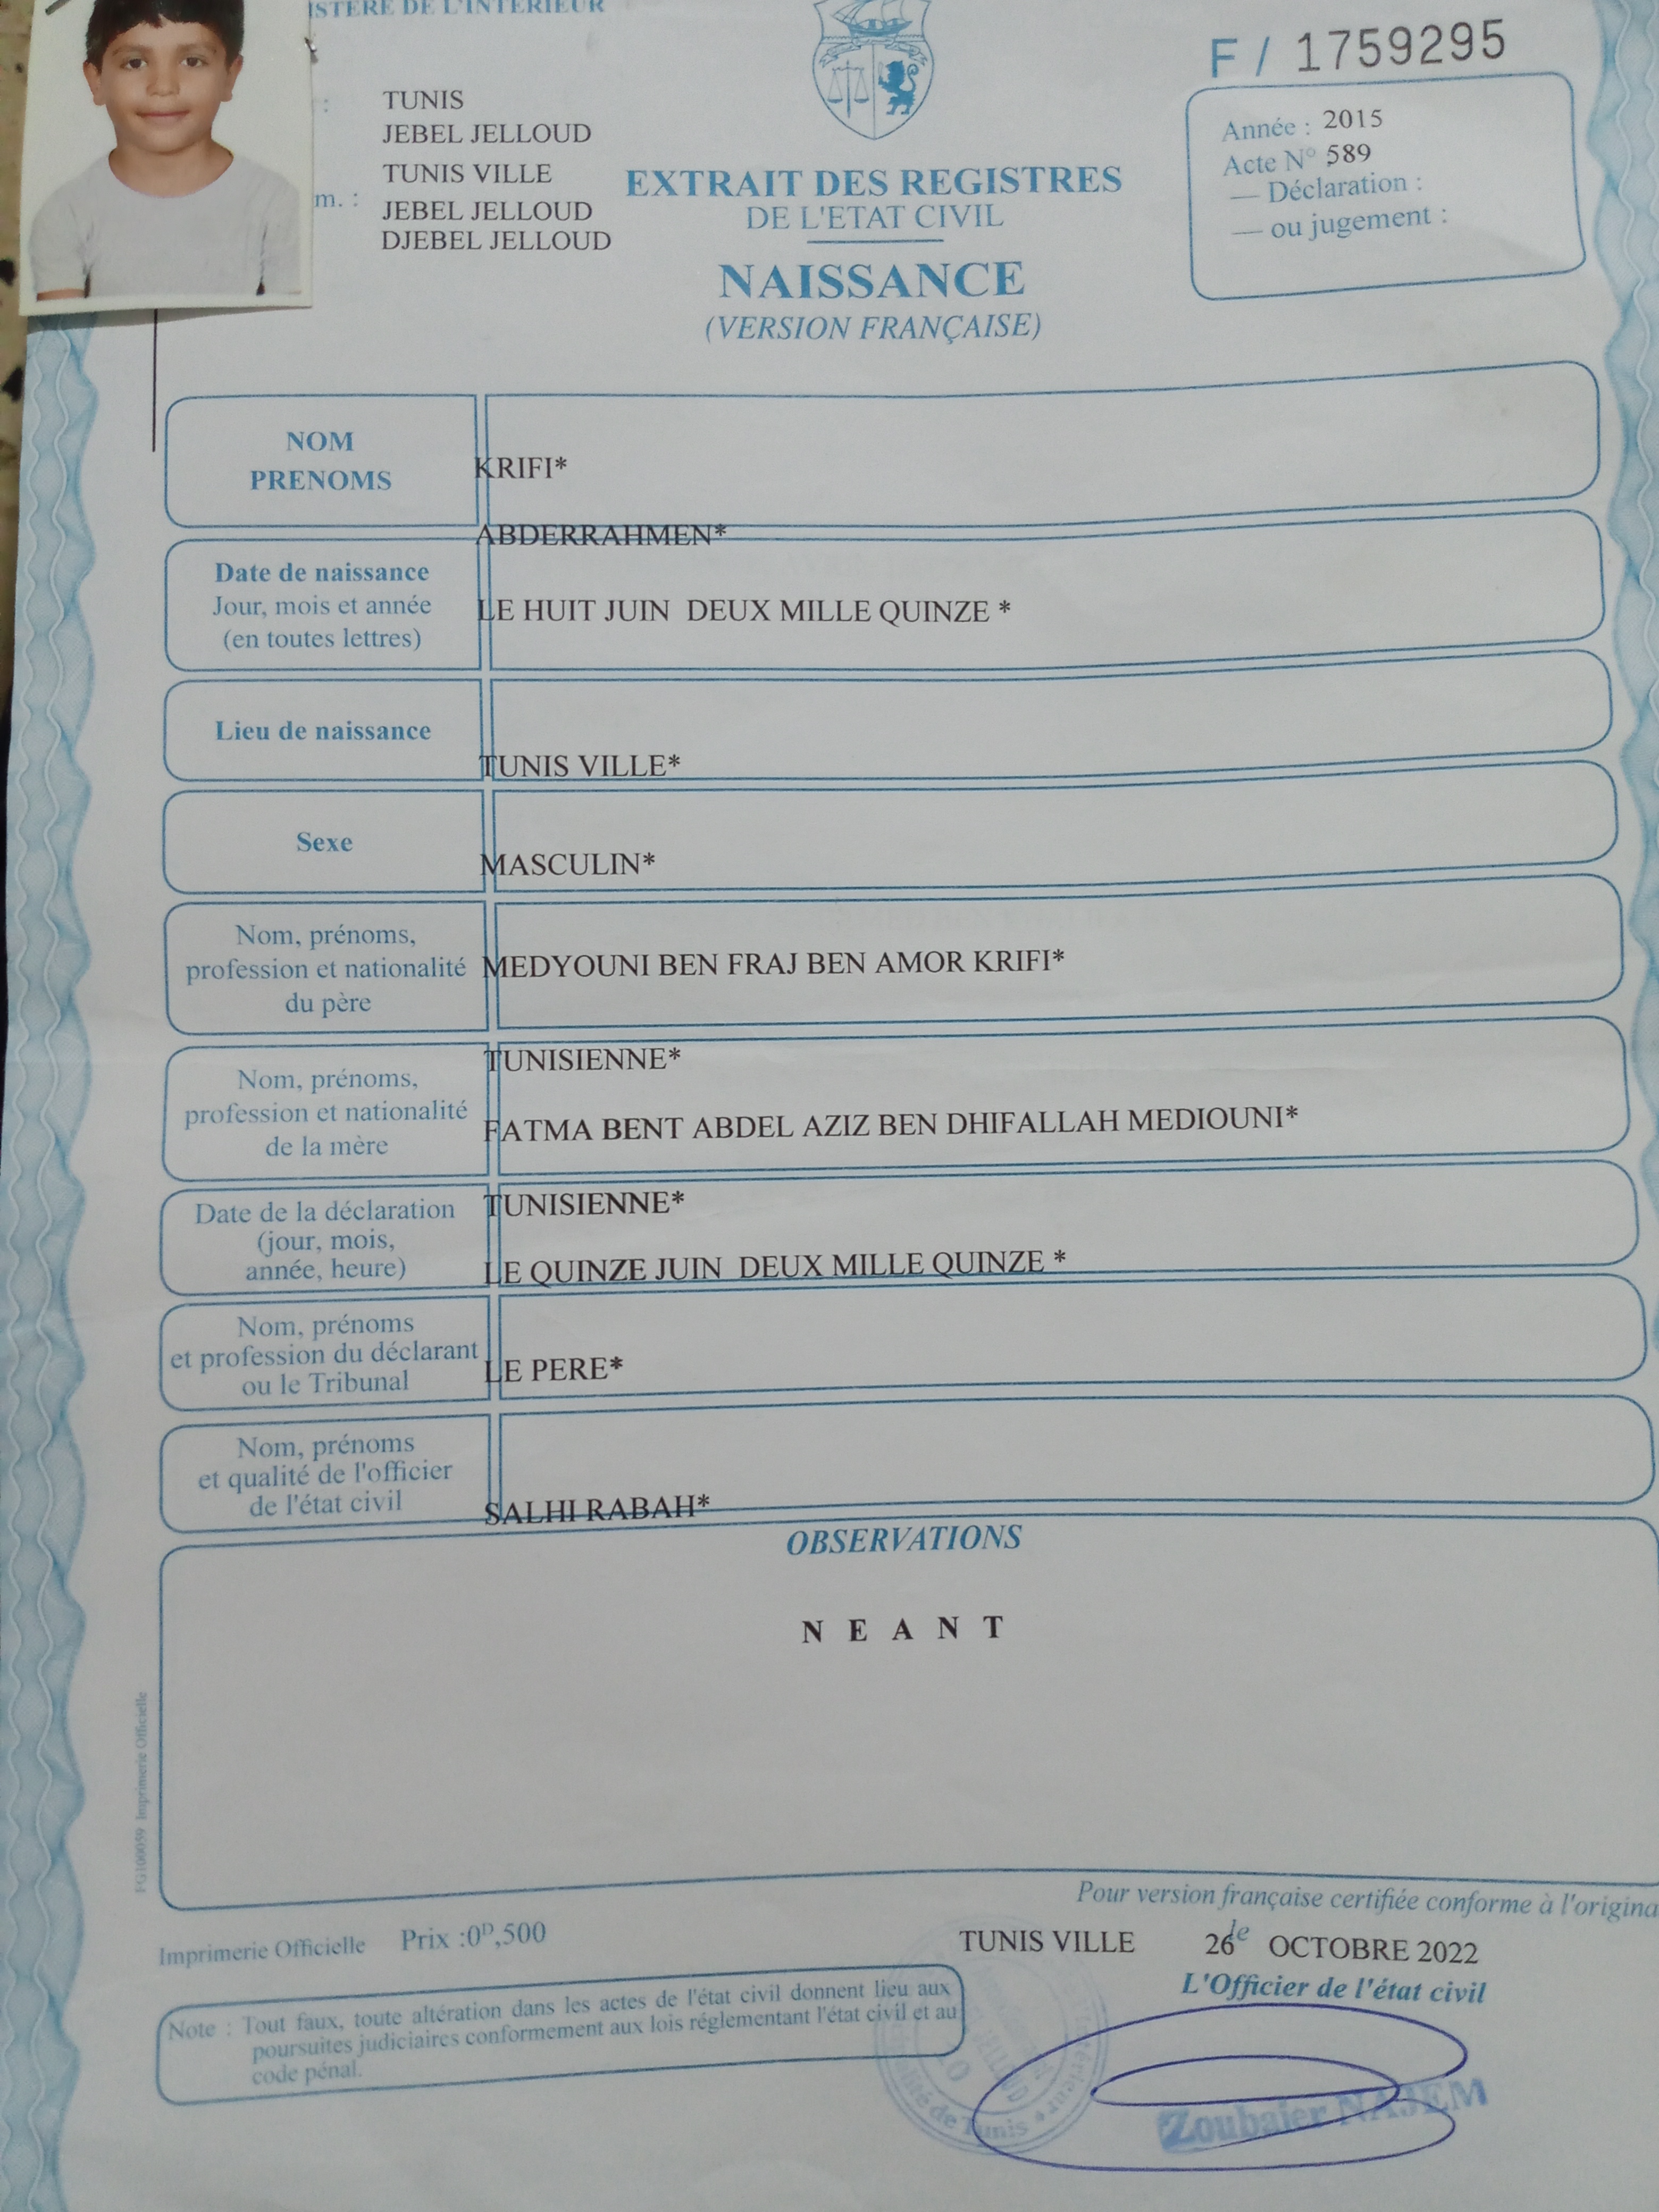 ISTERE DE L'INTERIEUR
F / 1759295
: TUNIS
JEBEL JELLOUD
TUNIS VILLE
m. : JEBEL JELLOUD
DJEBEL JELLOUD
EXTRAIT DES REGISTRES
DE L'ETAT CIVIL
NAISSANCE
(VERSION FRANÇAISE)
Année : 2015
Acte N° 589
— Déclaration :
— ou jugement :
NOM
PRENOMS
KRIFI*
ABDERRAHMEN*
Date de naissance
Jour, mois et année
(en toutes lettres)
LE HUIT JUIN DEUX MILLE QUINZE *
Lieu de naissance
TUNIS VILLE*
Sexe
MASCULIN*
Nom, prénoms,
profession et nationalité
du père
MEDYOUNI BEN FRAJ BEN AMOR KRIFI*
TUNISIENNE*
Nom, prénoms,
profession et nationalité
de la mère
FATMA BENT ABDEL AZIZ BEN DHIFALLAH MEDIOUNI*
TUNISIENNE*
Date de la déclaration
(jour, mois,
année, heure)
LE QUINZE JUIN DEUX MILLE QUINZE *
Nom, prénoms
et profession du déclarant
ou le Tribunal
LE PERE*
Nom, prénoms
et qualité de l'officier
de l'état civil
SALHI RABAH*
OBSERVATIONS
N E A N T
FG100059 Imprimerie Officielle
Pour version française certifiée conforme à l'origina
Imprimerie Officielle Prix :0ᴰ,500
TUNIS VILLE 26 le OCTOBRE 2022
L'Officier de l'état civil
Note : Tout faux, toute altération dans les actes de l'état civil donnent lieu aux
poursuites judiciaires conformement aux lois réglementant l'état civil et au
code pénal.
de Tunis
Zoubaier NAJEM